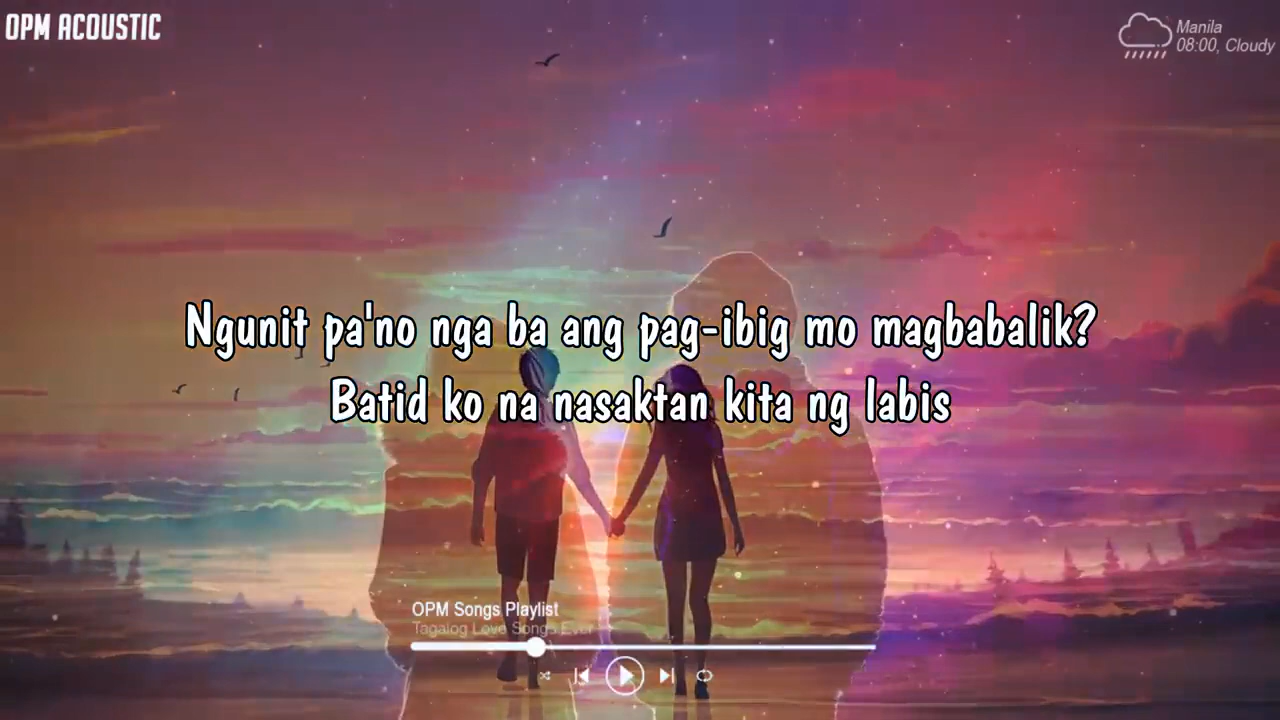 OPM ACOUSTIC
Manila
08:00, Cloudy
Ngunit pa'no nga ba ang pag-ibig mo magbabalik?
Batid ko na nasaktan kita ng labis
OPM Songs Playlist
Tagalog Love Songs Ever